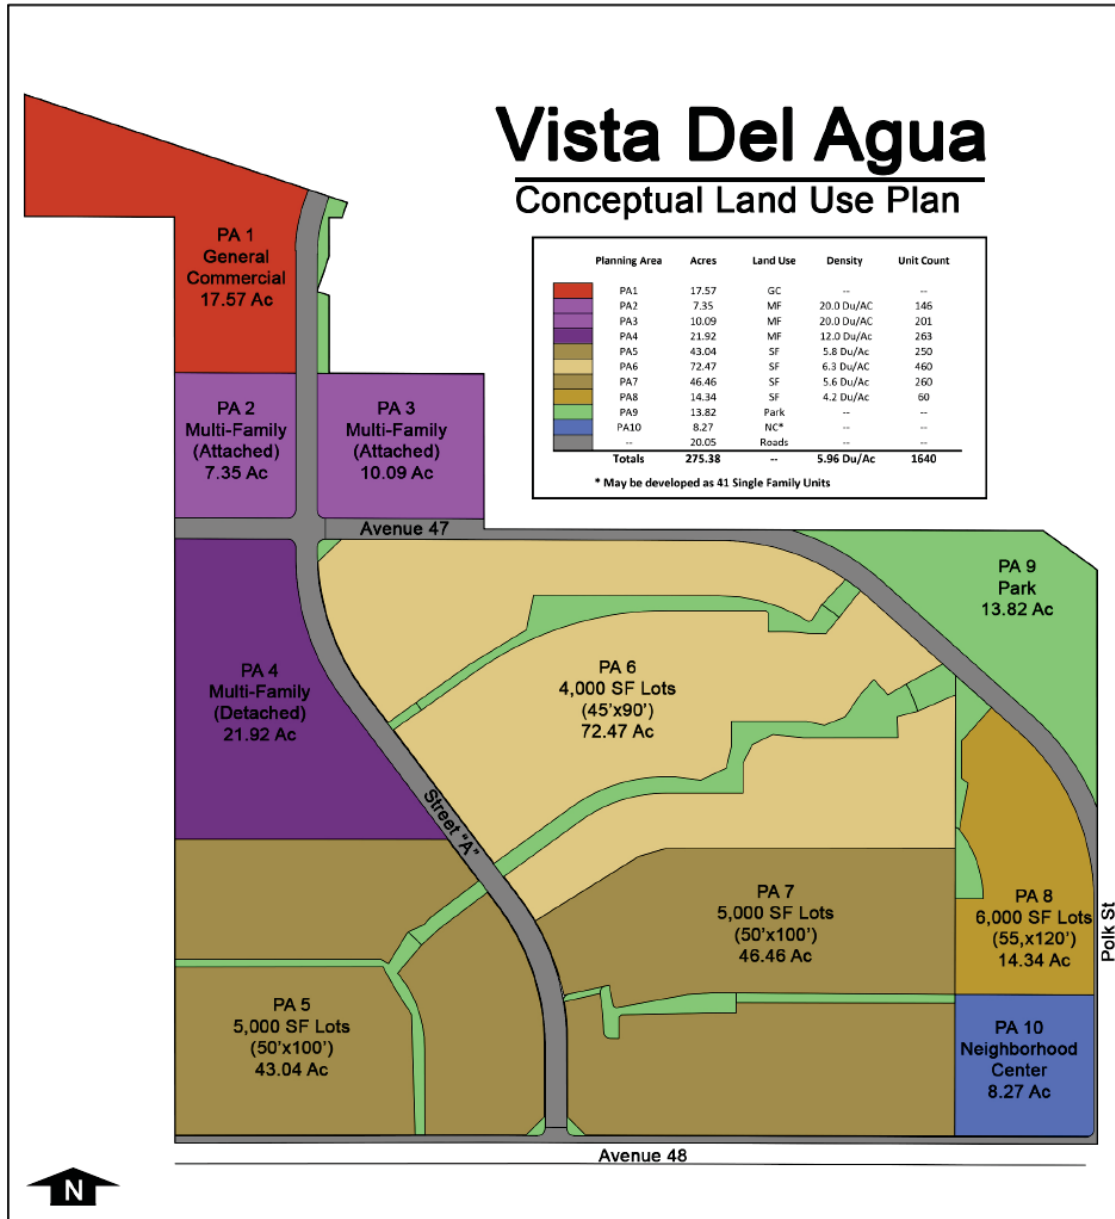 Vista Del Agua
Conceptual Land Use Plan
Planning Area Acres Land Use Density Unit Count
PA1 17.57 GC -- --
PA2 7.35 MF 20.0 Du/AC 146
PA3 10.09 MF 20.0 Du/AC 201
PA4 21.92 MF 12.0 Du/Ac 263
PA5 43.04 SF 5.8 Du/Ac 250
PA6 72.47 SF 6.3 Du/AC 460
PA7 46.46 SF 5.6 Du/Ac 260
PA8 14.34 SF 4.2 Du/Ac 60
PA9 13.82 Park -- --
PA10 8.27 NC* -- --
-- 20.05 Roads -- --
Totals 275.38 -- 5.96 Du/Ac 1640
* May be developed as 41 Single Family Units
PA 1
General
Commercial
17.57 Ac
PA 2
Multi-Family
(Attached)
7.35 Ac
PA 3
Multi-Family
(Attached)
10.09 Ac
Avenue 47
PA 9
Park
13.82 Ac
PA 4
Multi-Family
(Detached)
21.92 Ac
PA 6
4,000 SF Lots
(45'x90')
72.47 Ac
Street "A"
PA 7
5,000 SF Lots
(50'x100')
46.46 Ac
PA 8
6,000 SF Lots
(55,x120')
14.34 Ac
Polk St
PA 5
5,000 SF Lots
(50'x100')
43.04 Ac
PA 10
Neighborhood
Center
8.27 Ac
Avenue 48
N